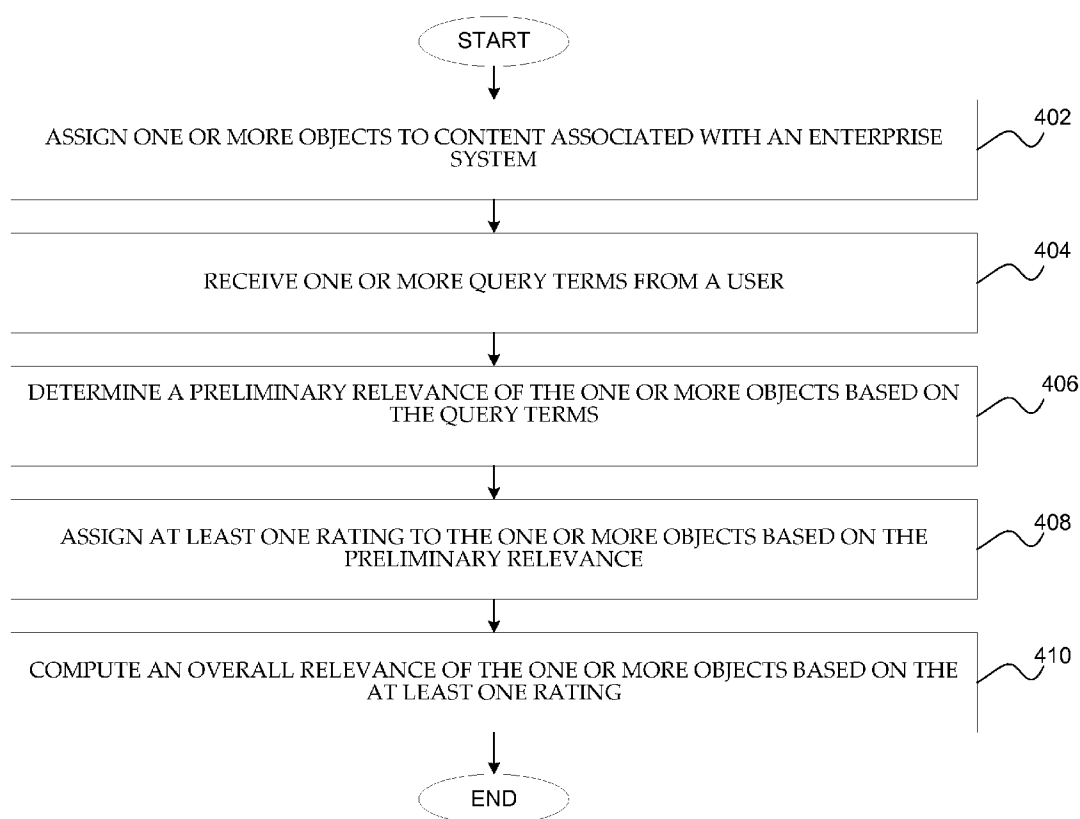 START
402
ASSIGN ONE OR MORE OBJECTS TO CONTENT ASSOCIATED WITH AN ENTERPRISE
SYSTEM
404
RECEIVE ONE OR MORE QUERY TERMS FROM A USER
406
DETERMINE A PRELIMINARY RELEVANCE OF THE ONE OR MORE OBJECTS BASED ON
THE QUERY TERMS
408
ASSIGN AT LEAST ONE RATING TO THE ONE OR MORE OBJECTS BASED ON THE
PRELIMINARY RELEVANCE
410
COMPUTE AN OVERALL RELEVANCE OF THE ONE OR MORE OBJECTS BASED ON THE
AT LEAST ONE RATING
END